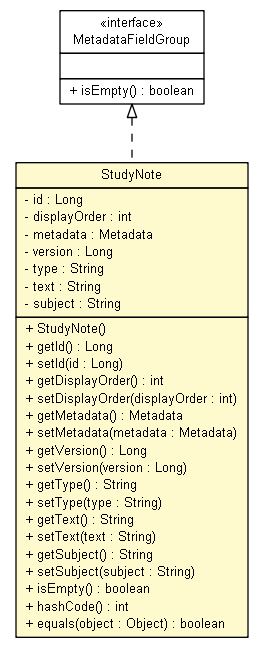 «interface»
MetadataFieldGroup
+ isEmpty() : boolean
StudyNote
- id : Long
- displayOrder : int
- metadata : Metadata
- version : Long
- type : String
- text : String
- subject : String
+ StudyNote()
+ getId() : Long
+ setId(id : Long)
+ getDisplayOrder() : int
+ setDisplayOrder(displayOrder : int)
+ getMetadata() : Metadata
+ setMetadata(metadata : Metadata)
+ getVersion() : Long
+ setVersion(version : Long)
+ getType() : String
+ setType(type : String)
+ getText() : String
+ setText(text : String)
+ getSubject() : String
+ setSubject(subject : String)
+ isEmpty() : boolean
+ hashCode() : int
+ equals(object : Object) : boolean